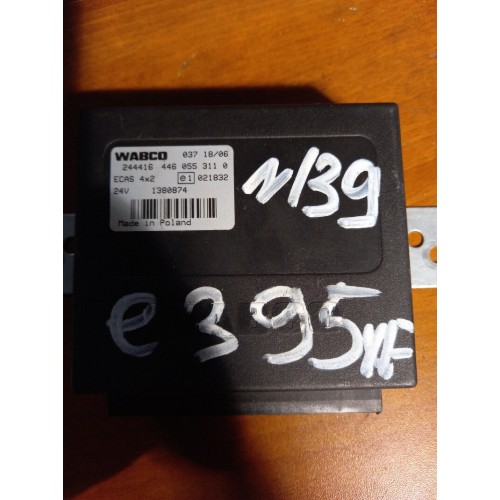 WABCO 037 18/06
244416 446 055 311 0
ECAS 4x2 e1 021832
24V 1380874
Made in Poland
N139
e395